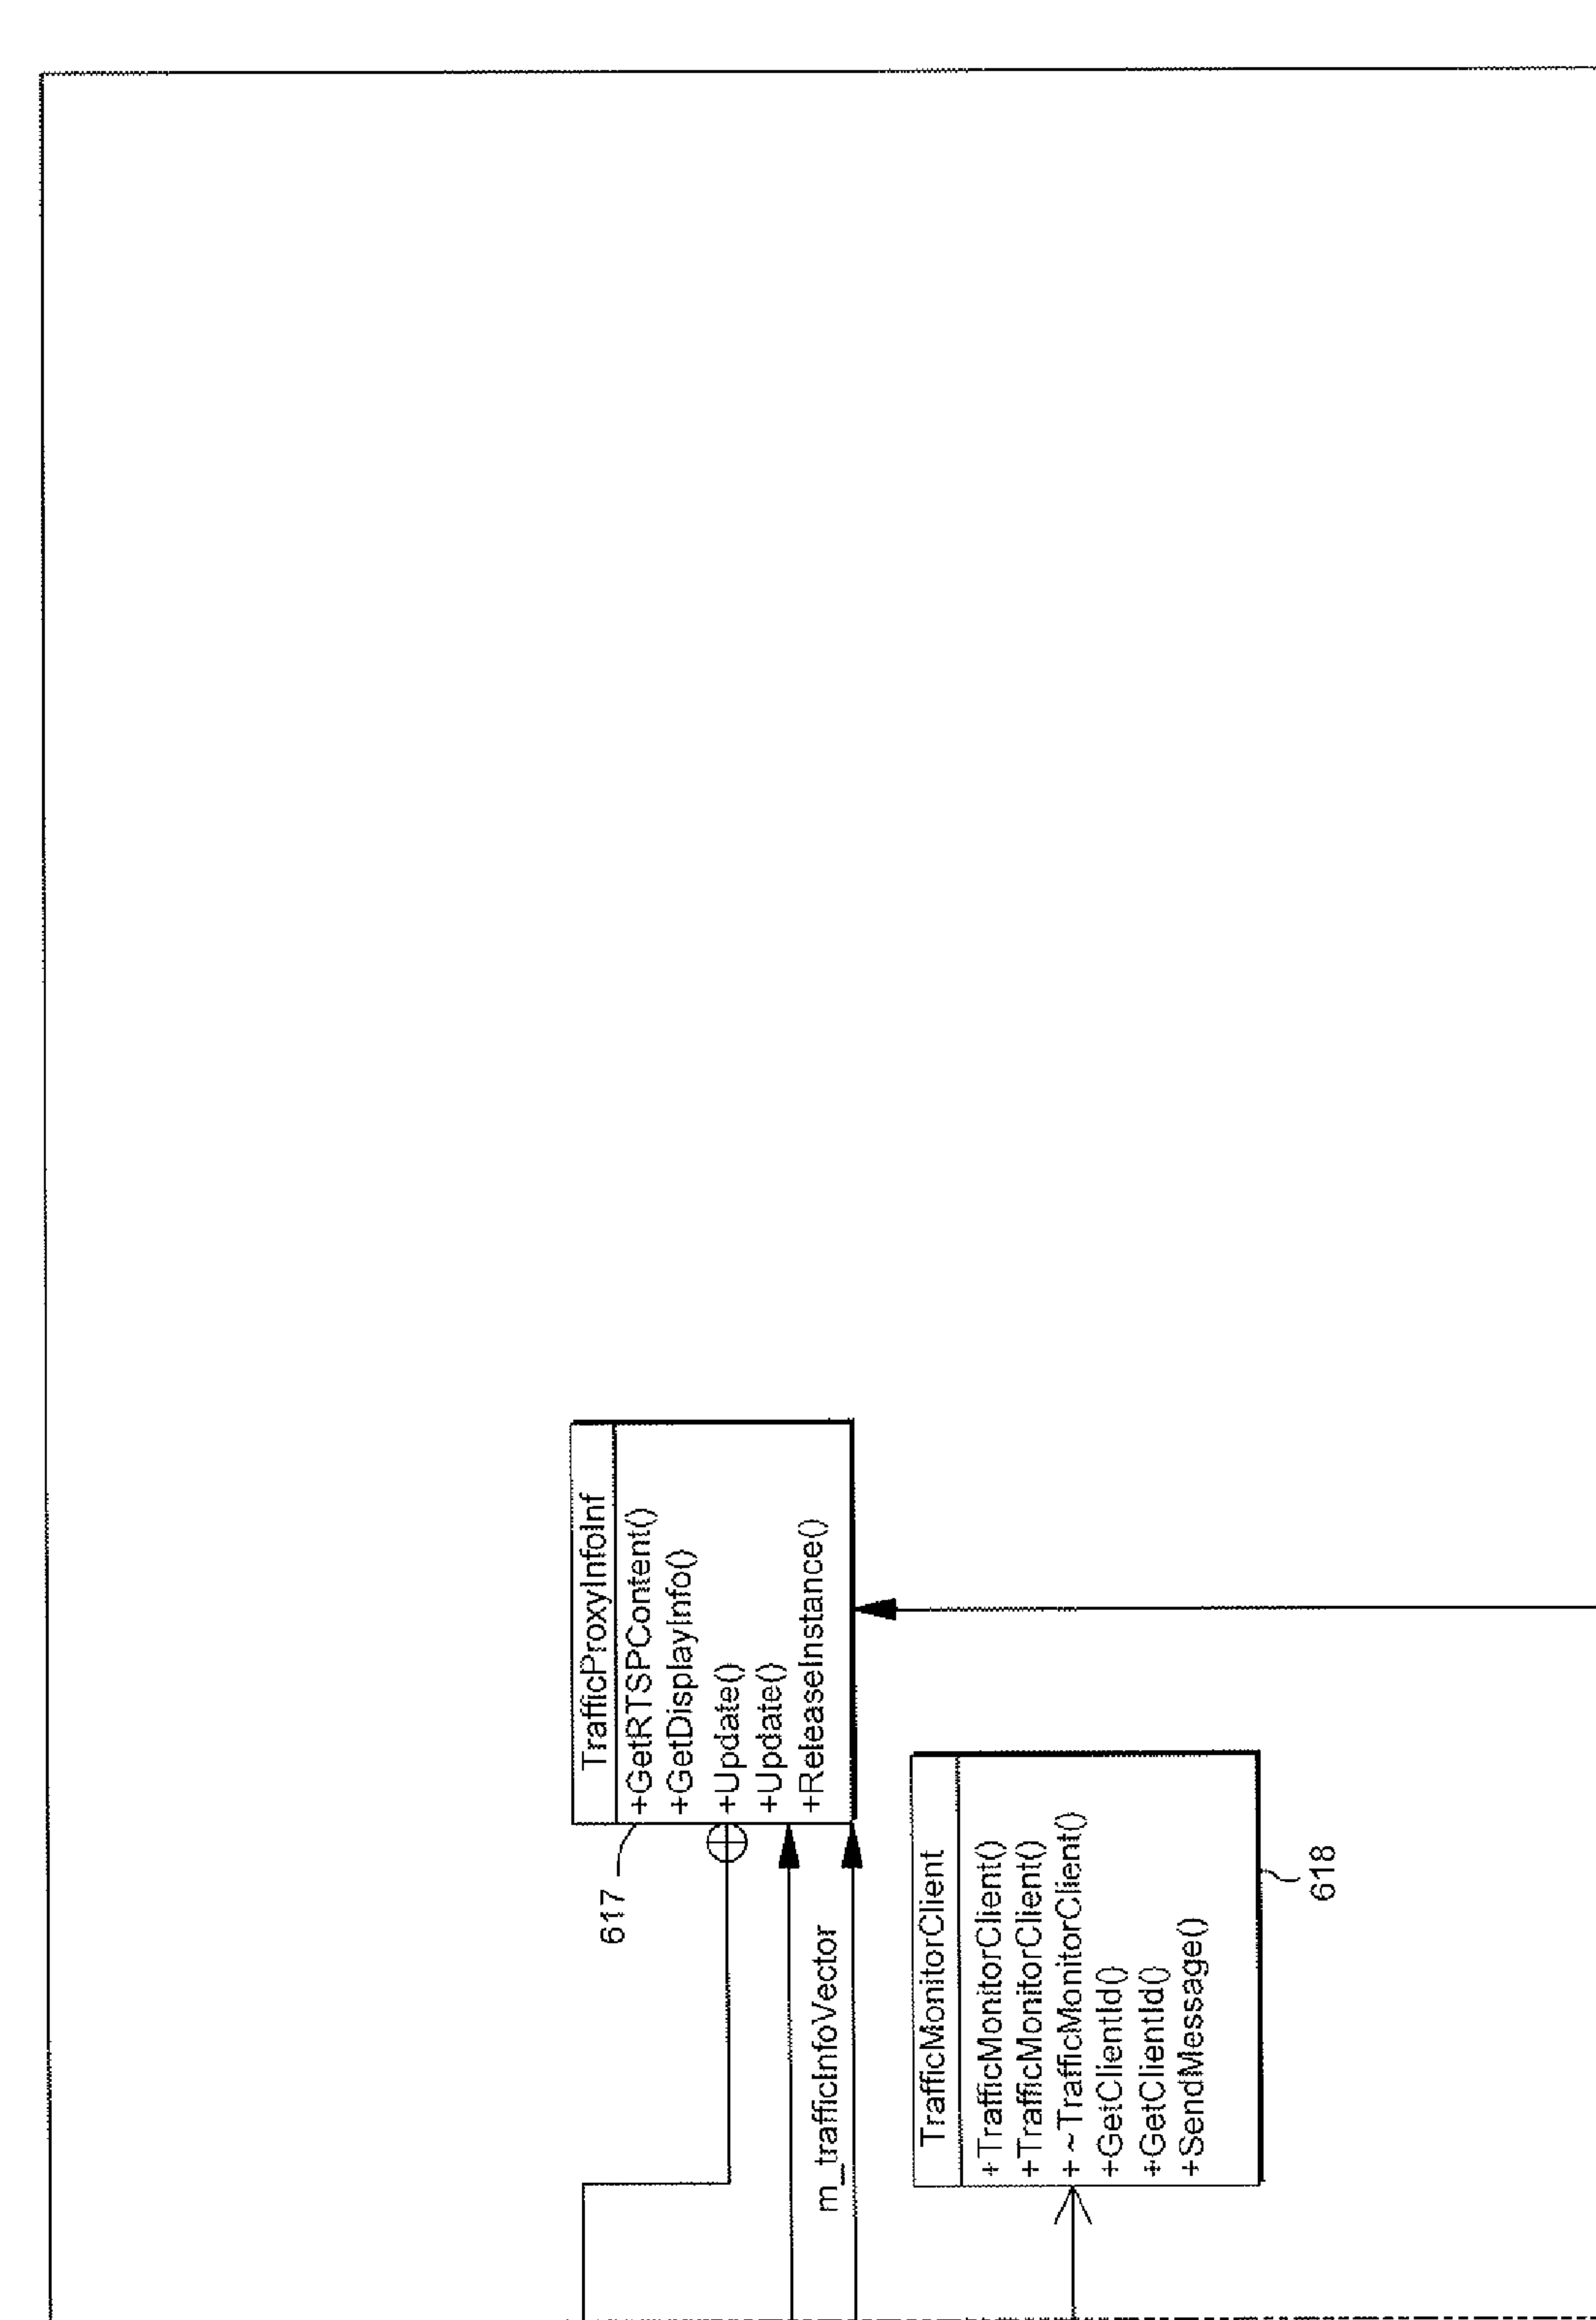 TrafficProxyInfoInf
+GetRTSPContent()
+GetDisplayInfo()
+Update()
+Update()
+ReleaseInstance()
617
m_trafficInfoVector
TrafficMonitorClient
+TrafficMonitorClient()
+TrafficMonitorClient()
+~TrafficMonitorClient()
+GetClientId()
+GetClientId()
+SendMessage()
618